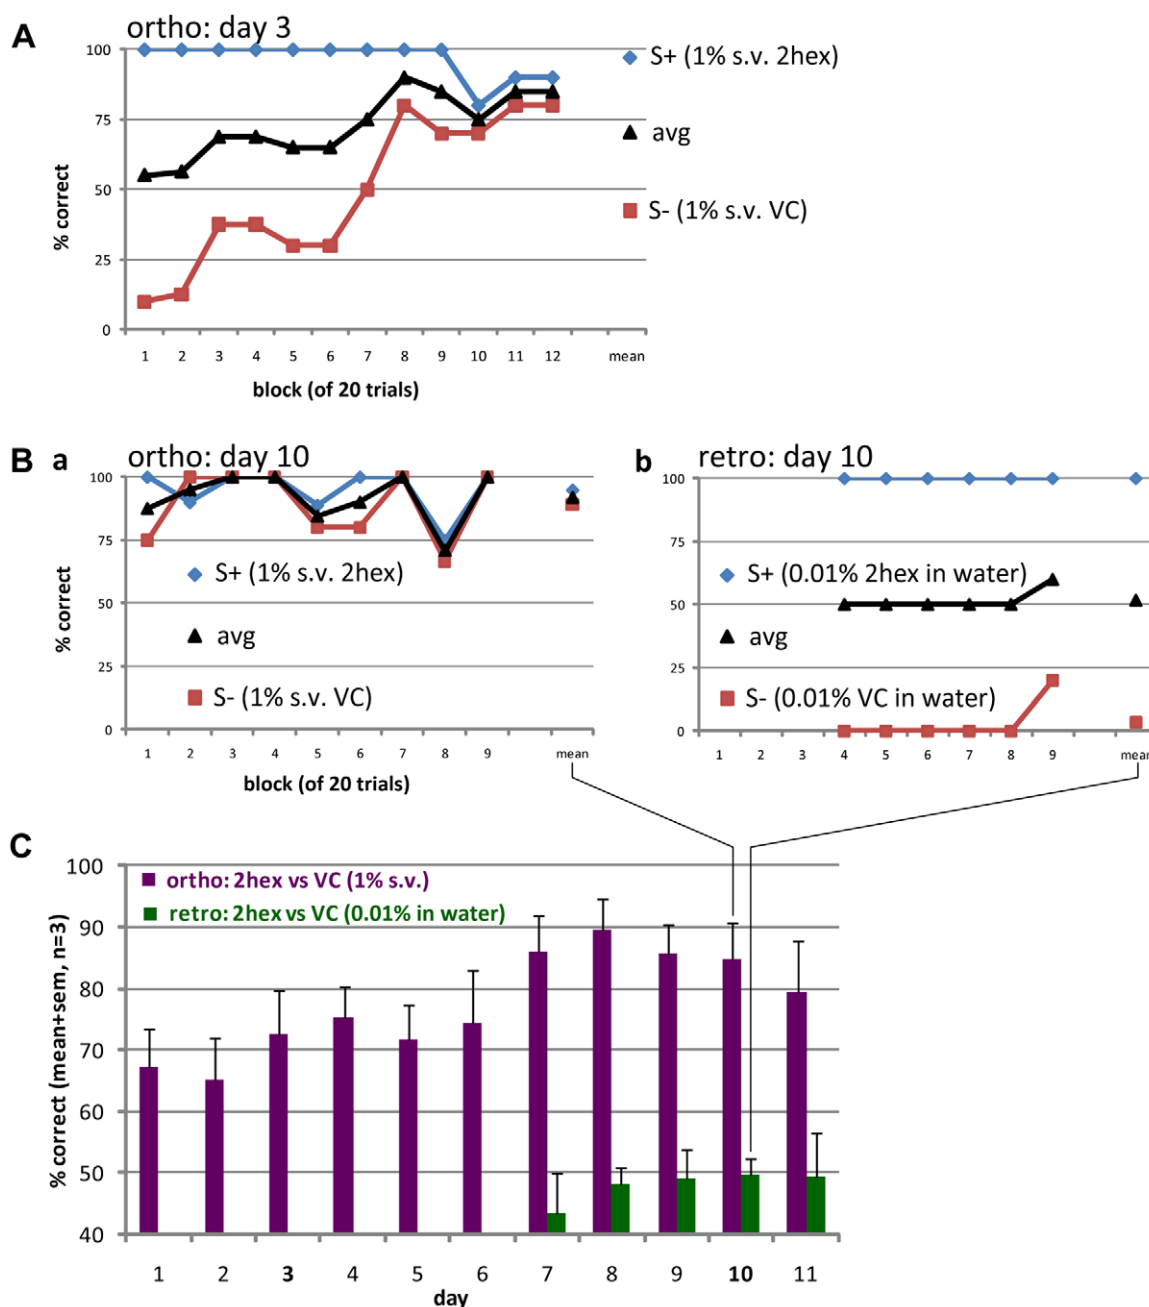 A
ortho: day 3
100
75
50
25
0
% correct
1 2 3 4 5 6 7 8 9 10 11 12 mean
block (of 20 trials)
S+ (1% s.v. 2hex)
avg
S- (1% s.v. VC)
B a
ortho: day 10
100
75
50
25
0
% correct
S+ (1% s.v. 2hex)
avg
S- (1% s.v. VC)
1 2 3 4 5 6 7 8 9 mean
block (of 20 trials)
b
retro: day 10
100
75
50
25
0
S+ (0.01% 2hex in water)
avg
S- (0.01% VC in water)
1 2 3 4 5 6 7 8 9 mean
C
100
90
80
70
60
50
40
% correct (mean+sem, n=3)
ortho: 2hex vs VC (1% s.v.)
retro: 2hex vs VC (0.01% in water)
1 2 3 4 5 6 7 8 9 10 11
day